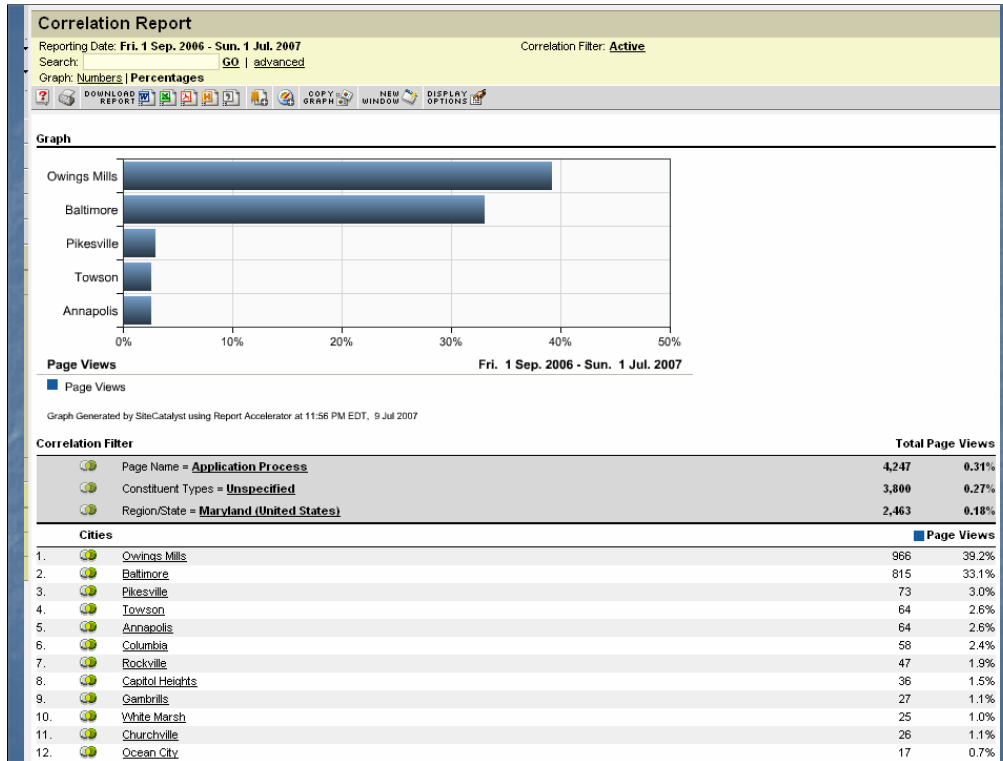 Correlation Report
Reporting Date: Fri. 1 Sep. 2006 - Sun. 1 Jul. 2007 Correlation Filter: Active
Search: GO | advanced
Graph: Numbers | Percentages
DOWNLOAD REPORT COPY GRAPH NEW WINDOW DISPLAY OPTIONS
Graph
Owings Mills
Baltimore
Pikesville
Towson
Annapolis
0% 10% 20% 30% 40% 50%
Page Views Fri. 1 Sep. 2006 - Sun. 1 Jul. 2007
Page Views
Graph Generated by SiteCatalyst using Report Accelerator at 11:56 PM EDT, 9 Jul 2007
Correlation Filter Total Page Views
Page Name = Application Process 4,247 0.31%
Constituent Types = Unspecified 3,800 0.27%
Region/State = Maryland (United States) 2,463 0.18%
Cities Page Views
1. Owings Mills 966 39.2%
2. Baltimore 815 33.1%
3. Pikesville 73 3.0%
4. Towson 64 2.6%
5. Annapolis 64 2.6%
6. Columbia 58 2.4%
7. Rockville 47 1.9%
8. Capitol Heights 36 1.5%
9. Gambrills 27 1.1%
10. White Marsh 25 1.0%
11. Churchville 26 1.1%
12. Ocean City 17 0.7%